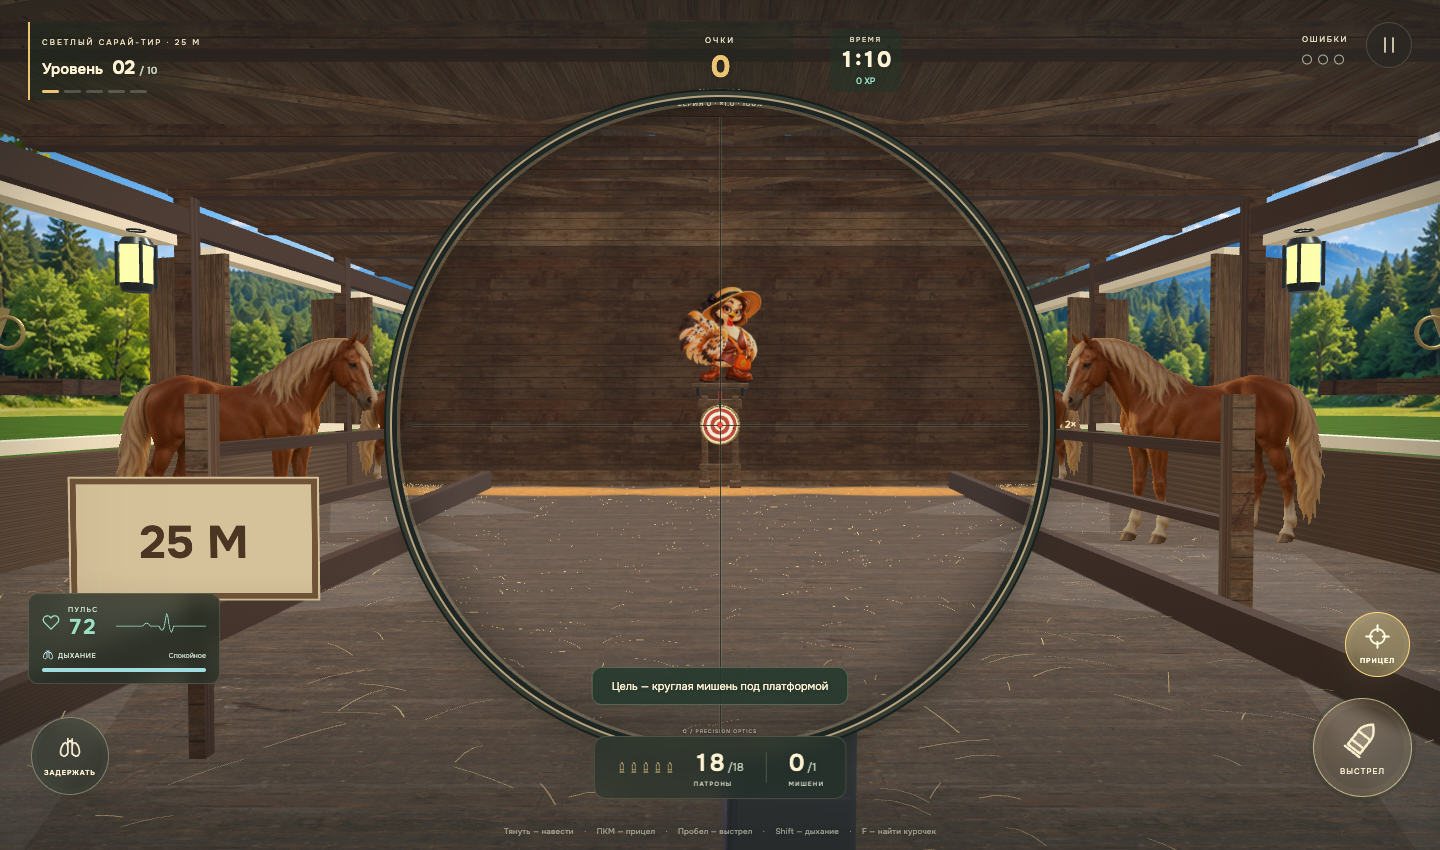 СВЕТЛЫЙ САРАЙ-ТИР · 25 М
Уровень 02 / 10
ОЧКИ
0
ВРЕМЯ
1:10
0 XP
ОШИБКИ
2×
25 М
ПУЛЬС
72
ДЫХАНИЕ
Спокойное
ЗАДЕРЖАТЬ
ПРИЦЕЛ
ВЫСТРЕЛ
Цель — круглая мишень под платформой
/ PRECISION OPTICS
18 /18
ПАТРОНЫ
0 /1
МИШЕНИ
Тянуть — навести · ПКМ — прицел · Пробел — выстрел · Shift — дыхание · F — найти курочек